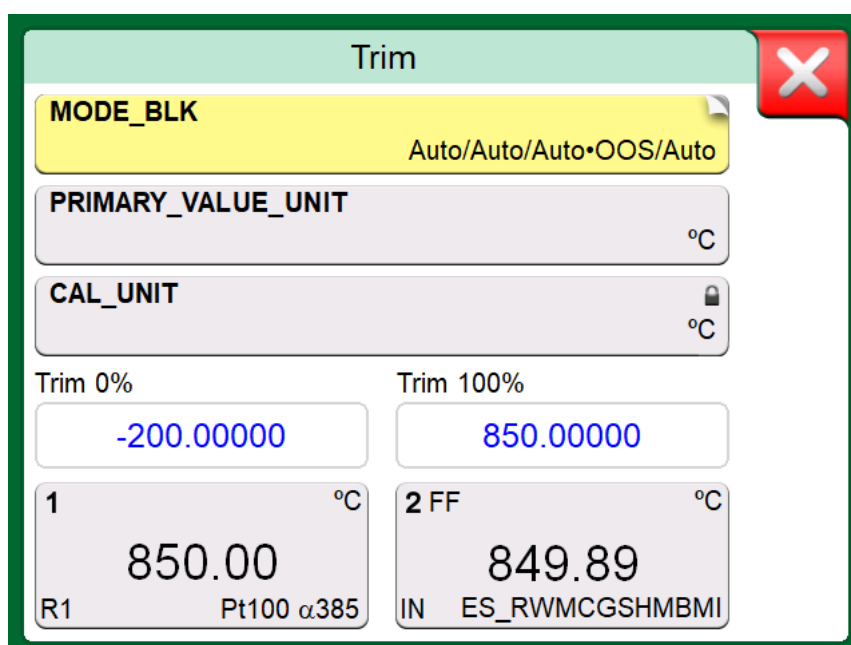 Trim
MODE_BLK
Auto/Auto/Auto•OOS/Auto
PRIMARY_VALUE_UNIT
ºC
CAL_UNIT
ºC
Trim 0% Trim 100%
-200.00000 850.00000
1 ºC 2 FF ºC
850.00 849.89
R1 Pt100 α385 IN ES_RWMCGSHMBMI